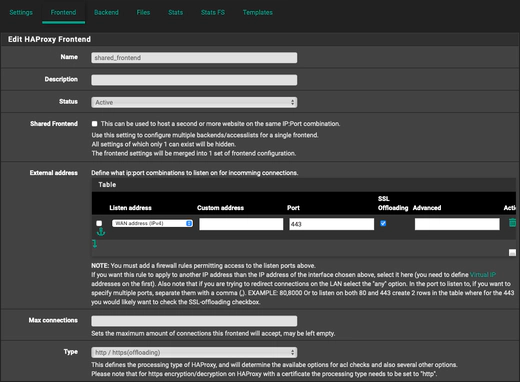 Settings Frontend Backend Files Stats Stats FS Templates
Edit HAProxy Frontend
Name shared_frontend
Description
Status Active
Shared Frontend This can be used to host a second or more website on the same IP:Port combination.
Use this setting to configure multiple backends/accesslists for a single frontend.
All settings of which only 1 can exist will be hidden.
The frontend settings will be merged into 1 set of frontend configuration.
External address Define what ip:port combinations to listen on for incomming connections.
Table
SSL
Listen address Custom address Port Offloading Advanced Acti
WAN address (IPv4) 443
NOTE: You must add a firewall rules permitting access to the listen ports above.
If you want this rule to apply to another IP address than the IP address of the interface chosen above, select it here (you need to define Virtual IP
addresses on the first). Also note that if you are trying to redirect connections on the LAN select the "any" option. In the port to listen to, if you want to
specify multiple ports, separate them with a comma (,). EXAMPLE: 80,8000 Or to listen on both 80 and 443 create 2 rows in the table where for the 443
you would likely want to check the SSL-offloading checkbox.
Max connections
Sets the maximum amount of connections this frontend will accept, may be left empty.
Type http / https(offloading)
This defines the processing type of HAProxy, and will determine the availabe options for acl checks and also several other options.
Please note that for https encryption/decryption on HAProxy with a certificate the processing type needs to be set to "http".